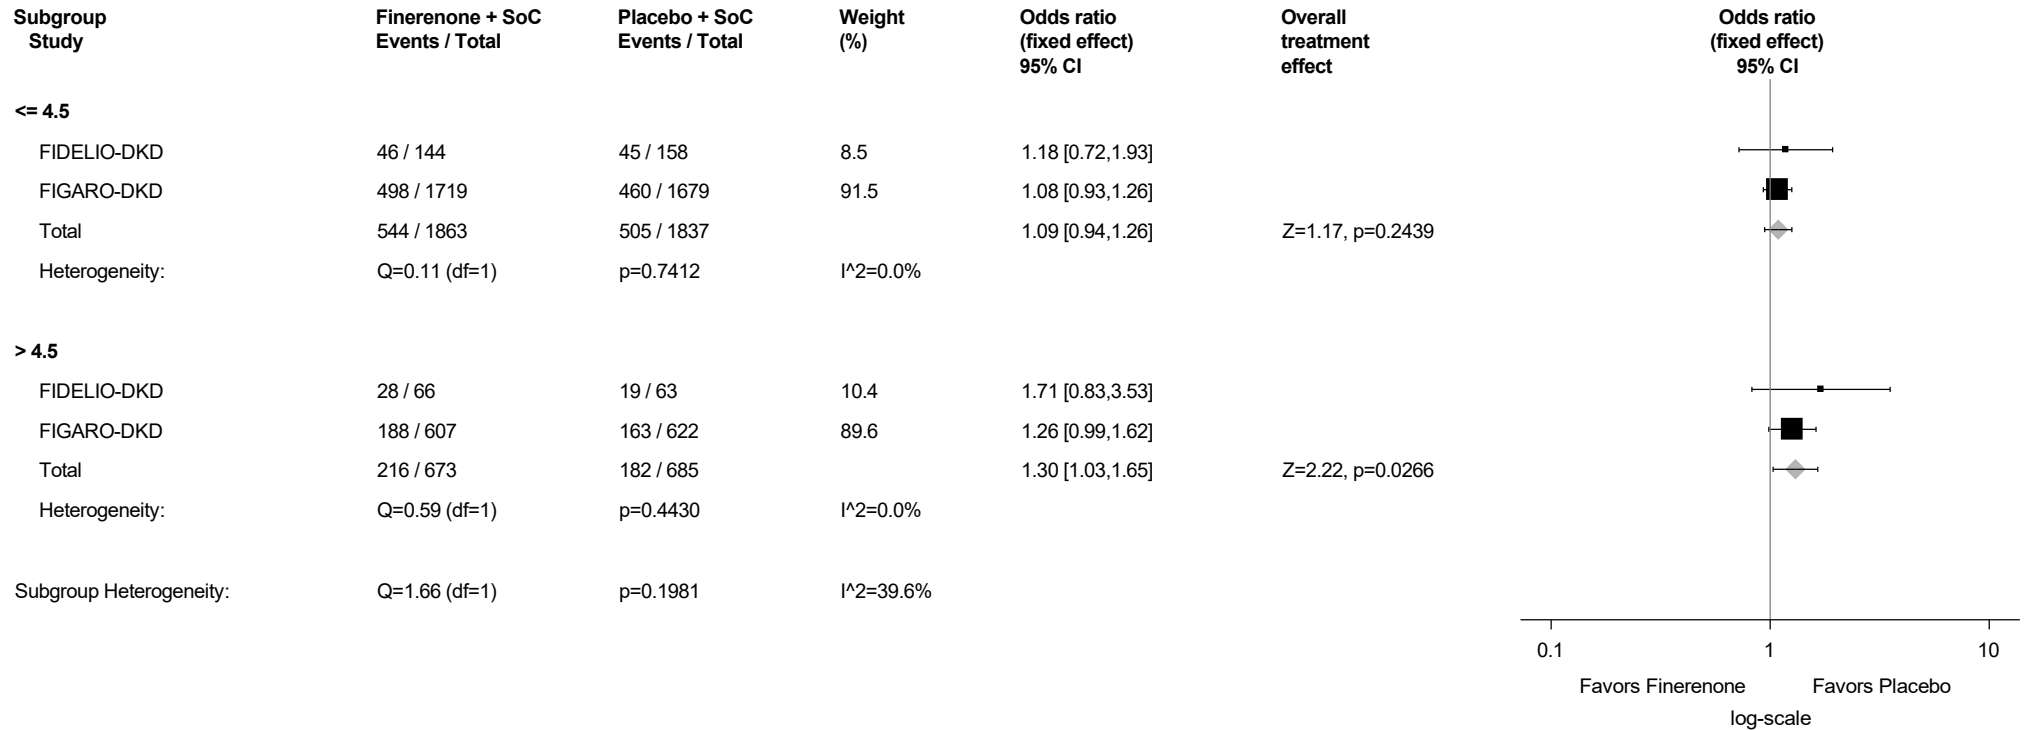 Subgroup Finerenone + SoC Placebo + SoC Weight Odds ratio Overall Odds ratio
Study Events / Total Events / Total (%) (fixed effect) treatment (fixed effect)
95% CI effect 95% CI
<= 4.5
FIDELIO-DKD 46 / 144 45 / 158 8.5 1.18 [0.72,1.93]
FIGARO-DKD 498 / 1719 460 / 1679 91.5 1.08 [0.93,1.26]
Total 544 / 1863 505 / 1837 1.09 [0.94,1.26] Z=1.17, p=0.2439
Heterogeneity: Q=0.11 (df=1) p=0.7412 I^2=0.0%
> 4.5
FIDELIO-DKD 28 / 66 19 / 63 10.4 1.71 [0.83,3.53]
FIGARO-DKD 188 / 607 163 / 622 89.6 1.26 [0.99,1.62]
Total 216 / 673 182 / 685 1.30 [1.03,1.65] Z=2.22, p=0.0266
Heterogeneity: Q=0.59 (df=1) p=0.4430 I^2=0.0%
Subgroup Heterogeneity: Q=1.66 (df=1) p=0.1981 I^2=39.6%
0.1 1 10
Favors Finerenone Favors Placebo
log-scale